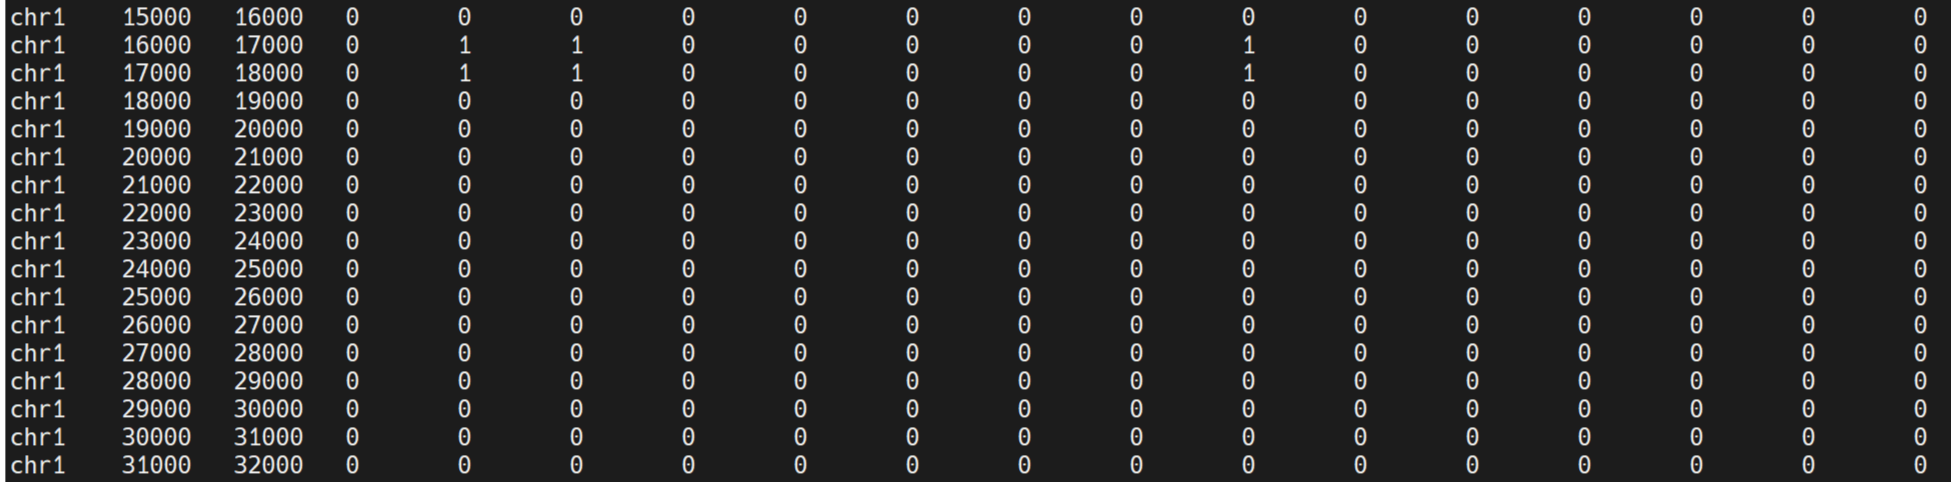 chr1 15000 16000 0 0 0 0 0 0 0 0 0 0 0 0 0 0 0
chr1 16000 17000 0 1 1 0 0 0 0 0 1 0 0 0 0 0 0
chr1 17000 18000 0 1 1 0 0 0 0 0 1 0 0 0 0 0 0
chr1 18000 19000 0 0 0 0 0 0 0 0 0 0 0 0 0 0 0
chr1 19000 20000 0 0 0 0 0 0 0 0 0 0 0 0 0 0 0
chr1 20000 21000 0 0 0 0 0 0 0 0 0 0 0 0 0 0 0
chr1 21000 22000 0 0 0 0 0 0 0 0 0 0 0 0 0 0 0
chr1 22000 23000 0 0 0 0 0 0 0 0 0 0 0 0 0 0 0
chr1 23000 24000 0 0 0 0 0 0 0 0 0 0 0 0 0 0 0
chr1 24000 25000 0 0 0 0 0 0 0 0 0 0 0 0 0 0 0
chr1 25000 26000 0 0 0 0 0 0 0 0 0 0 0 0 0 0 0
chr1 26000 27000 0 0 0 0 0 0 0 0 0 0 0 0 0 0 0
chr1 27000 28000 0 0 0 0 0 0 0 0 0 0 0 0 0 0 0
chr1 28000 29000 0 0 0 0 0 0 0 0 0 0 0 0 0 0 0
chr1 29000 30000 0 0 0 0 0 0 0 0 0 0 0 0 0 0 0
chr1 30000 31000 0 0 0 0 0 0 0 0 0 0 0 0 0 0 0
chr1 31000 32000 0 0 0 0 0 0 0 0 0 0 0 0 0 0 0